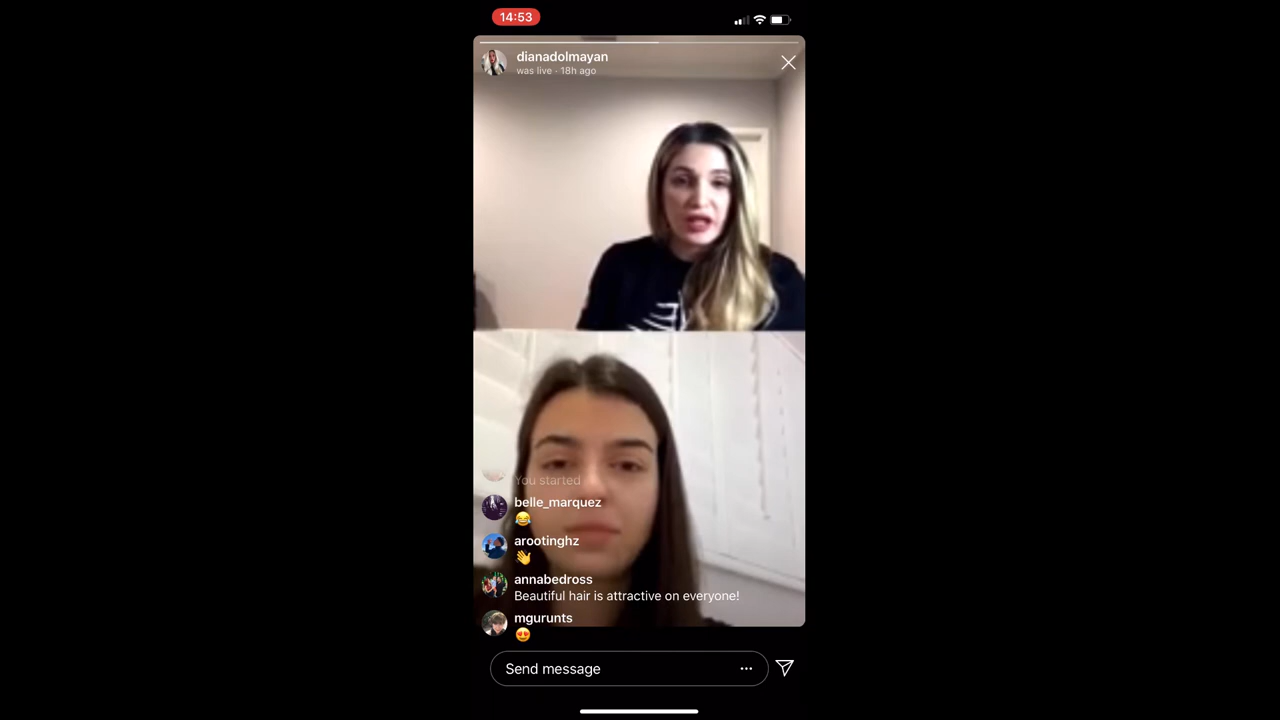 14:53
dianadolmayan
was live · 18h ago
You started
belle_marquez
😂
arootinghz
👋
annabedross
Beautiful hair is attractive on everyone!
mgurunts
😍
Send message